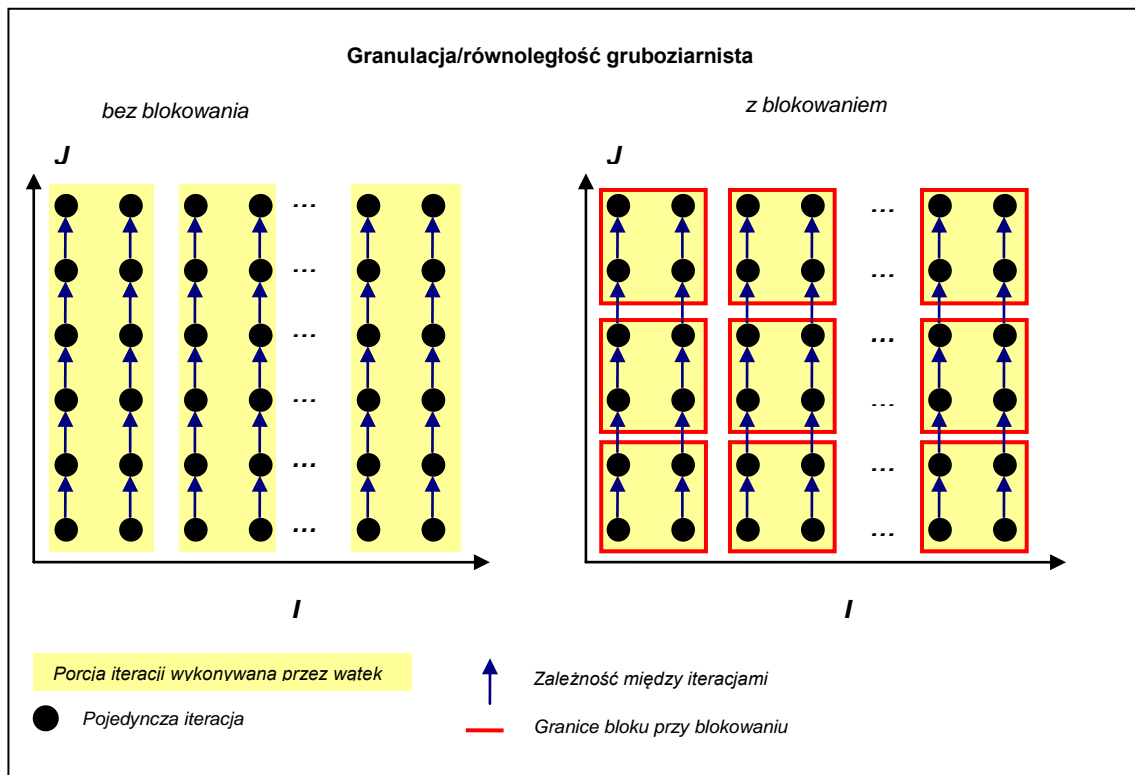 Granulacja/równoległość gruboziarnista
bez blokowania
z blokowaniem
J
J
...
...
...
...
...
...
...
...
...
...
...
...
I
I
Porcja iteracji wykonywana przez wątek
Zależność między iteracjami
Pojedyncza iteracja
Granice bloku przy blokowaniu